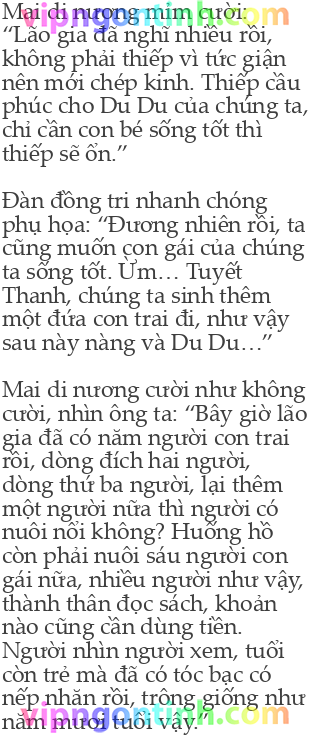 Mai di nương mỉm cười:
“Lão gia đã nghĩ nhiều rồi,
không phải thiếp vì tức giận
nên mới chép kinh. Thiếp cầu
phúc cho Du Du của chúng ta,
chỉ cần con bé sống tốt thì
thiếp sẽ ổn.”
Đàn đồng tri nhanh chóng
phụ họa: “Đương nhiên rồi, ta
cũng muốn con gái của chúng
ta sống tốt. Ừm… Tuyết
Thanh, chúng ta sinh thêm
một đứa con trai đi, như vậy
sau này nàng và Du Du…”
Mai di nương cười như không
cười, nhìn ông ta: “Bây giờ lão
gia đã có năm người con trai
rồi, dòng đích hai người,
dòng thứ ba người, lại thêm
một người nữa thì người có
nuôi nổi không? Huống hồ
còn phải nuôi sáu người con
gái nữa, nhiều người như vậy,
thành thân đọc sách, khoản
nào cũng cần dùng tiền.
Người nhìn người xem, tuổi
còn trẻ mà đã có tóc bạc có
nếp nhăn rồi, trông giống như
năm mươi tuổi vậy.”
vipngontinh.com
vipngontinh.com